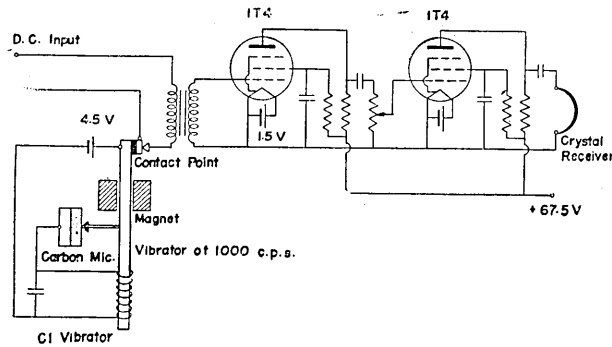 1T4
1T4
D. C. Input
4.5 V
1.5 V
Contact Point
Crystal
Receiver
Magnet
+ 67.5 V
Carbon Mic.
Vibrator of 1000 c.p.s.
C1 Vibrator